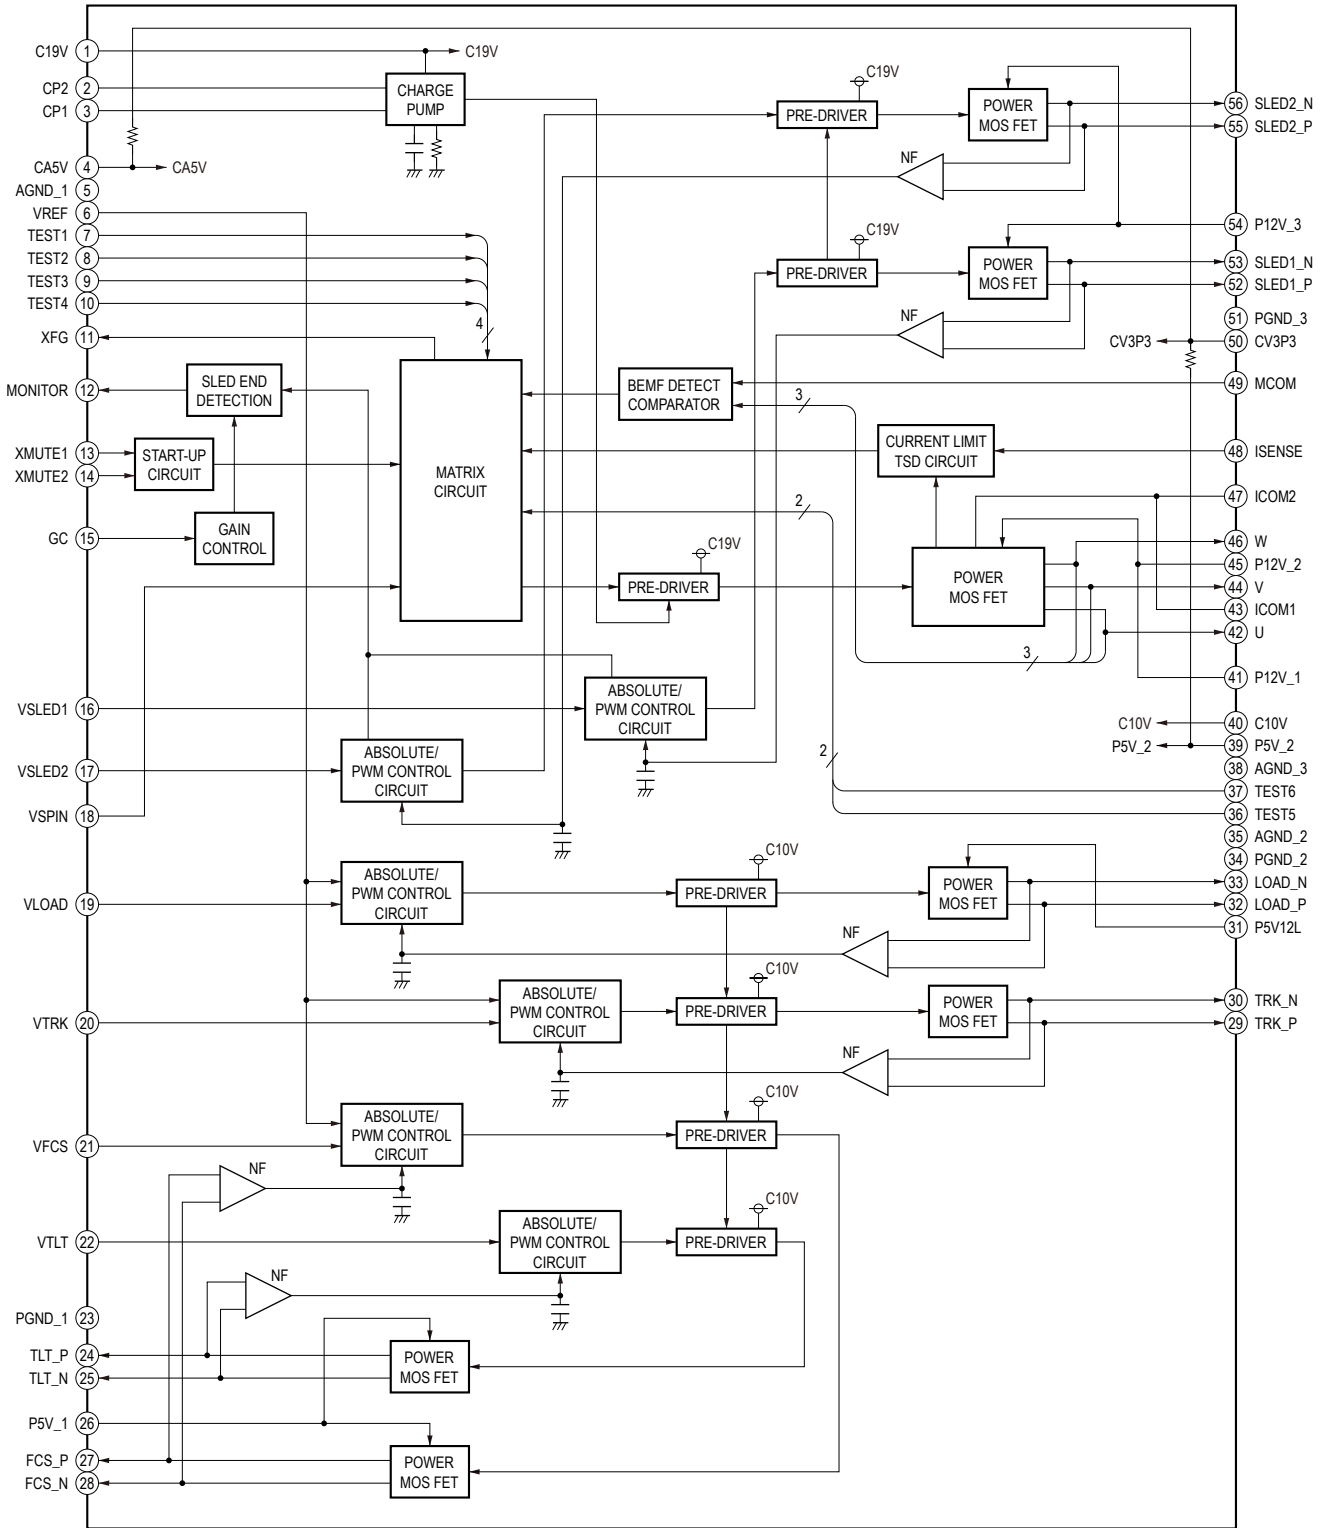 C19V 1
C19V
CP2 2
CP1 3
CHARGE
PUMP
CA5V 4
CA5V
AGND_1 5
VREF 6
TEST1 7
TEST2 8
TEST3 9
TEST4 10
4
XFG 11
MONITOR 12
SLED END
DETECTION
XMUTE1 13
XMUTE2 14
START-UP
CIRCUIT
GC 15
GAIN
CONTROL
MATRIX
CIRCUIT
VSLED1 16
ABSOLUTE/
PWM CONTROL
CIRCUIT
VSLED2 17
ABSOLUTE/
PWM CONTROL
CIRCUIT
VSPIN 18
VLOAD 19
ABSOLUTE/
PWM CONTROL
CIRCUIT
VTRK 20
ABSOLUTE/
PWM CONTROL
CIRCUIT
VFCS 21
ABSOLUTE/
PWM CONTROL
CIRCUIT
NF
VTLT 22
ABSOLUTE/
PWM CONTROL
CIRCUIT
NF
PGND_1 23
TLT_P 24
TLT_N 25
POWER
MOS FET
P5V_1 26
FCS_P 27
FCS_N 28
POWER
MOS FET
C19V
PRE-DRIVER
POWER
MOS FET
56 SLED2_N
55 SLED2_P
NF
C19V
PRE-DRIVER
POWER
MOS FET
54 P12V_3
53 SLED1_N
52 SLED1_P
NF
51 PGND_3
CV3P3
50 CV3P3
BEMF DETECT
COMPARATOR
3
49 MCOM
CURRENT LIMIT
TSD CIRCUIT
48 ISENSE
2
47 ICOM2
C19V
PRE-DRIVER
POWER
MOS FET
46 W
45 P12V_2
44 V
43 ICOM1
42 U
3
41 P12V_1
C10V
40 C10V
P5V_2
39 P5V_2
2
38 AGND_3
37 TEST6
36 TEST5
35 AGND_2
34 PGND_2
C10V
PRE-DRIVER
POWER
MOS FET
33 LOAD_N
32 LOAD_P
31 P5V12L
NF
C10V
PRE-DRIVER
POWER
MOS FET
30 TRK_N
29 TRK_P
NF
C10V
PRE-DRIVER
C10V
PRE-DRIVER